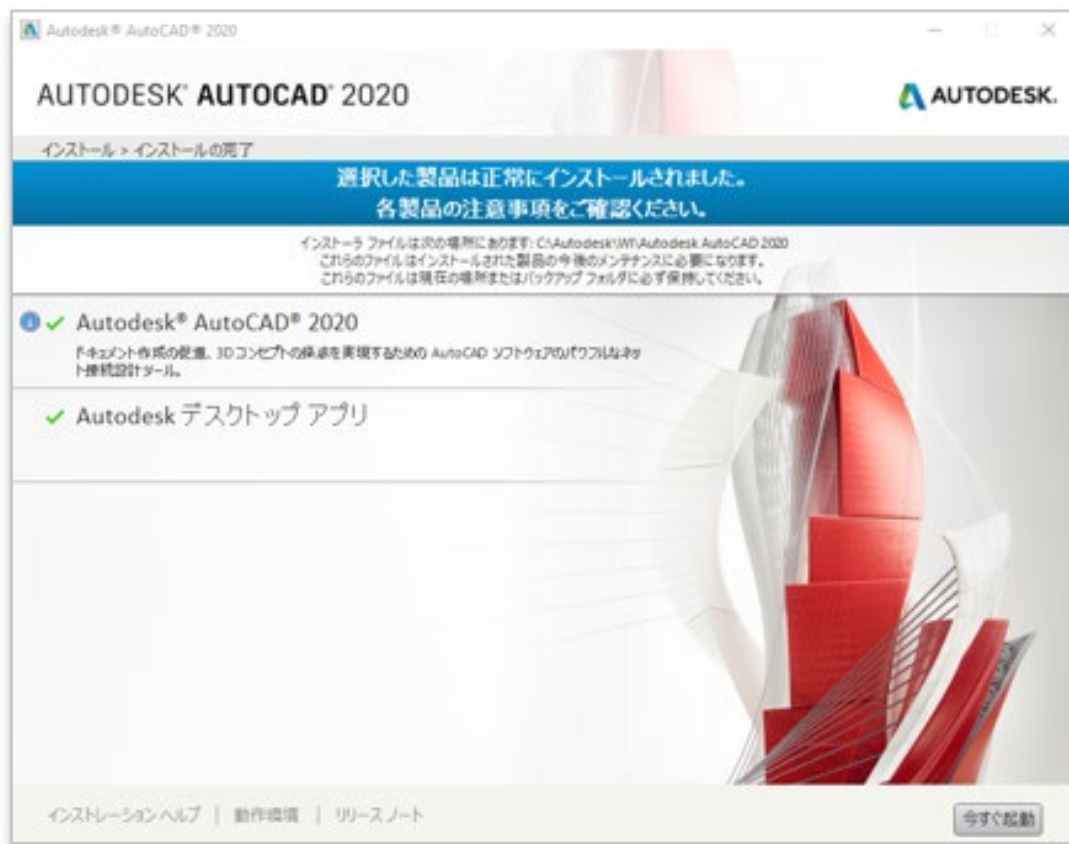 Autodesk® AutoCAD® 2020
AUTODESK® AUTOCAD® 2020
AUTODESK.
インストール > インストールの完了
選択した製品は正常にインストールされました。
各製品の注意事項をご確認ください。
インストーラ ファイルは次の場所にあります: C:\Autodesk\WI\Autodesk AutoCAD 2020
これらのファイルはインストールされた製品の今後のメンテナンスに必要になります。
これらのファイルは現在の場所またはバックアップ フォルダに必ず保持してください。
Autodesk® AutoCAD® 2020
ドキュメント作成の促進、3D コンセプトの探求を実現するための AutoCAD ソフトウェアのパワフルなネッ
ト接続設計ツール。
Autodesk デスクトップ アプリ
インストレーション ヘルプ | 動作環境 | リリース ノート
今すぐ起動